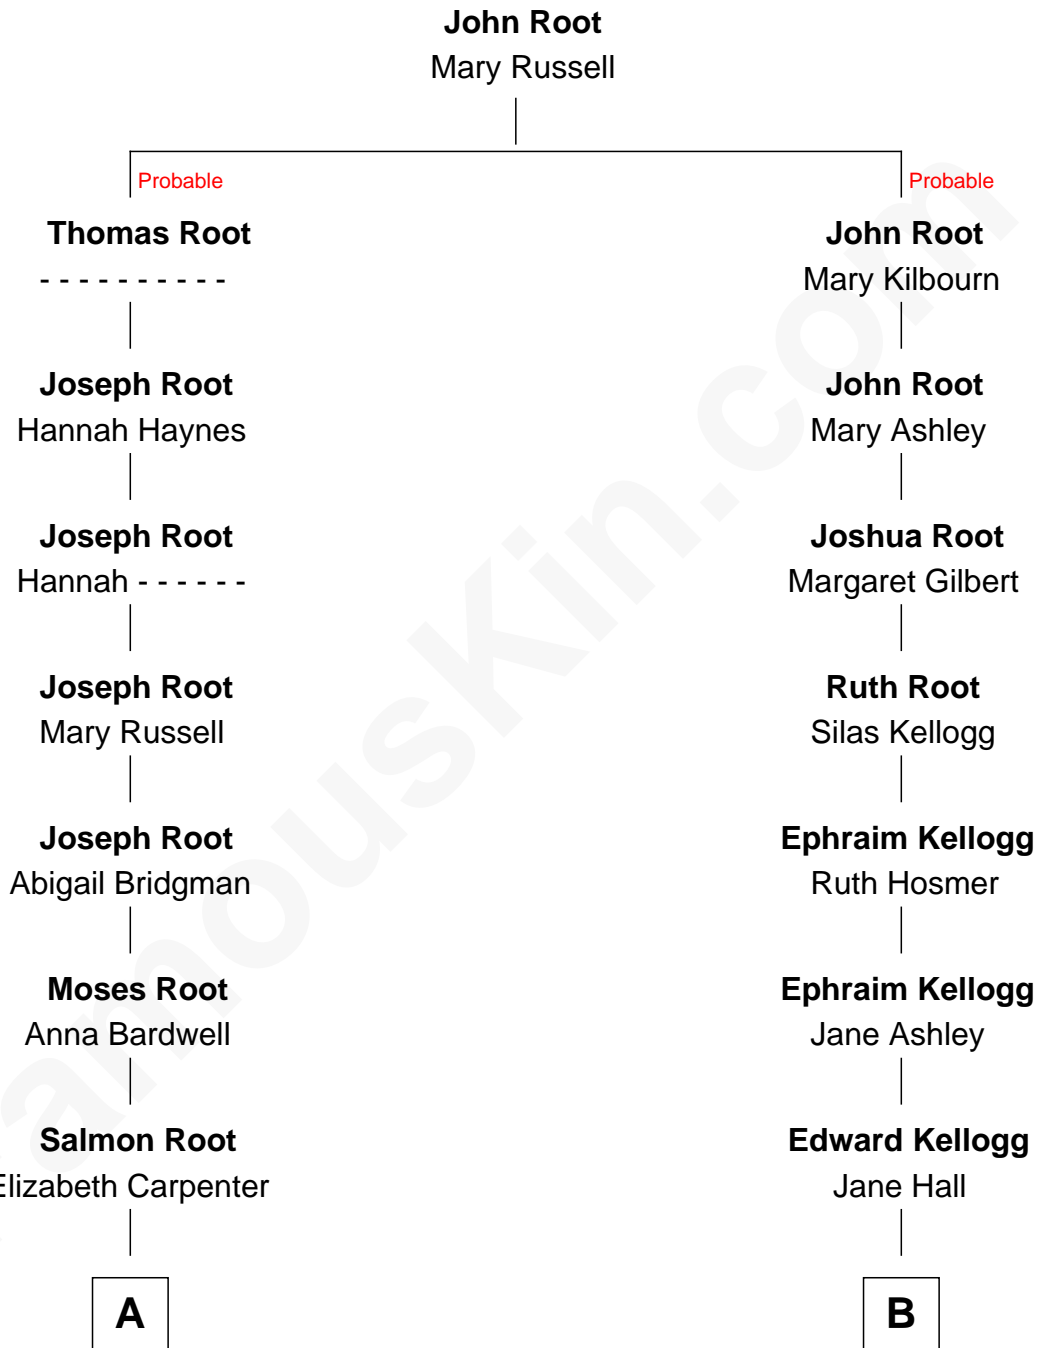 John Root
Mary Russell
Probable
Probable
Thomas Root
John Root
- - - - - - - - - -
Mary Kilbourn
Joseph Root
John Root
Hannah Haynes
Mary Ashley
Joseph Root
Joshua Root
Hannah - - - - - -
Margaret Gilbert
Joseph Root
Ruth Root
Mary Russell
Silas Kellogg
Joseph Root
Ephraim Kellogg
Abigail Bridgman
Ruth Hosmer
Moses Root
Ephraim Kellogg
Anna Bardwell
Jane Ashley
Salmon Root
Edward Kellogg
Elizabeth Carpenter
Jane Hall
A
B
amouskin.com